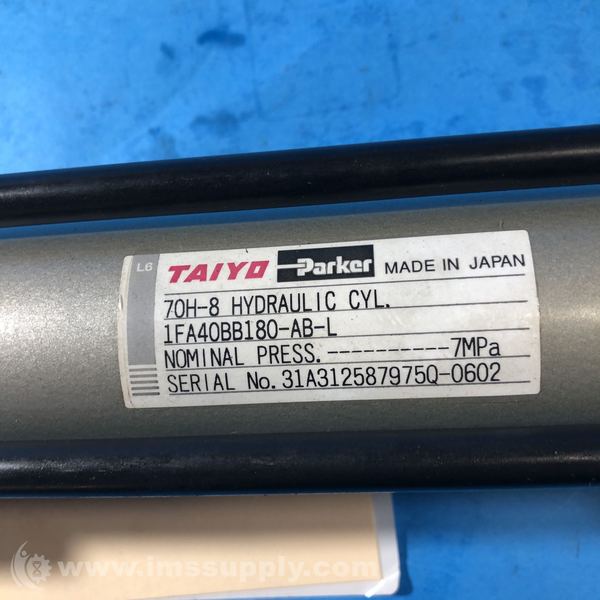 L6
TAIYO Parker MADE IN JAPAN
70H-8 HYDRAULIC CYL.
1FA40BB180-AB-L
NOMINAL PRESS.-----------7MPa
SERIAL No.31A312587975Q-0602
www.imssupply.com